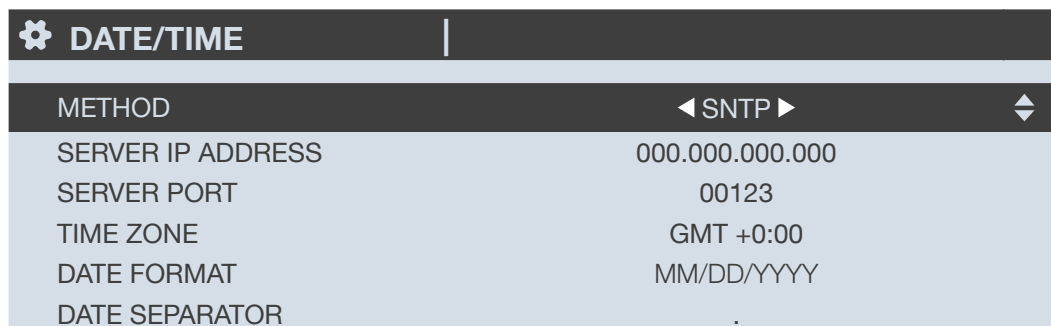 DATE/TIME
METHOD ◀ SNTP ▶
SERVER IP ADDRESS 000.000.000.000
SERVER PORT 00123
TIME ZONE GMT +0:00
DATE FORMAT MM/DD/YYYY
DATE SEPARATOR .